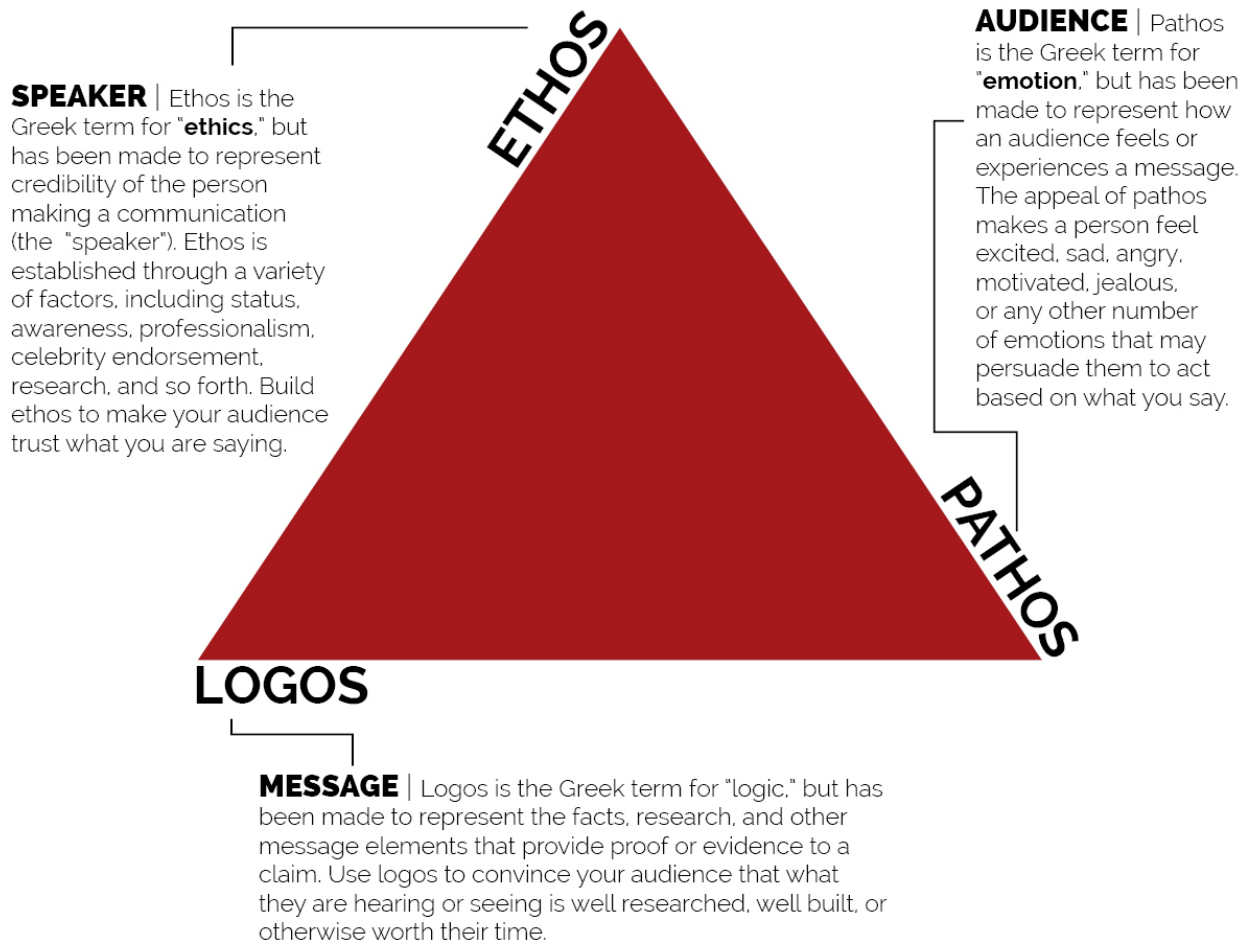 ETHOS
SPEAKER | Ethos is the
Greek term for "ethics," but
has been made to represent
credibility of the person
making a communication
(the "speaker"). Ethos is
established through a variety
of factors, including status,
awareness, professionalism,
celebrity endorsement,
research, and so forth. Build
ethos to make your audience
trust what you are saying.
AUDIENCE | Pathos
is the Greek term for
"emotion," but has been
made to represent how
an audience feels or
experiences a message.
The appeal of pathos
makes a person feel
excited, sad, angry,
motivated, jealous,
or any other number
of emotions that may
persuade them to act
based on what you say.
PATHOS
LOGOS
MESSAGE | Logos is the Greek term for "logic," but has
been made to represent the facts, research, and other
message elements that provide proof or evidence to a
claim. Use logos to convince your audience that what
they are hearing or seeing is well researched, well built, or
otherwise worth their time.